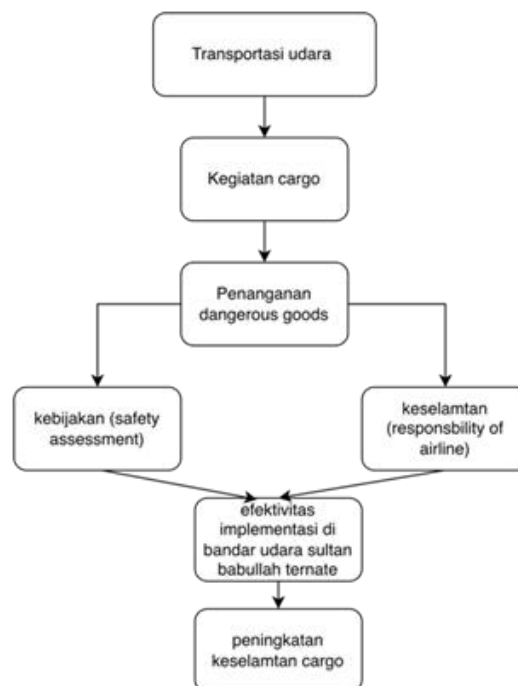 Transportasi udara
Kegiatan cargo
Penanganan
dangerous goods
kebijakan (safety
assessment)
keselamtan
(responsbility of
airline)
efektivitas
implementasi di
bandar udara sultan
babullah ternate
peningkatan
keselamtan cargo